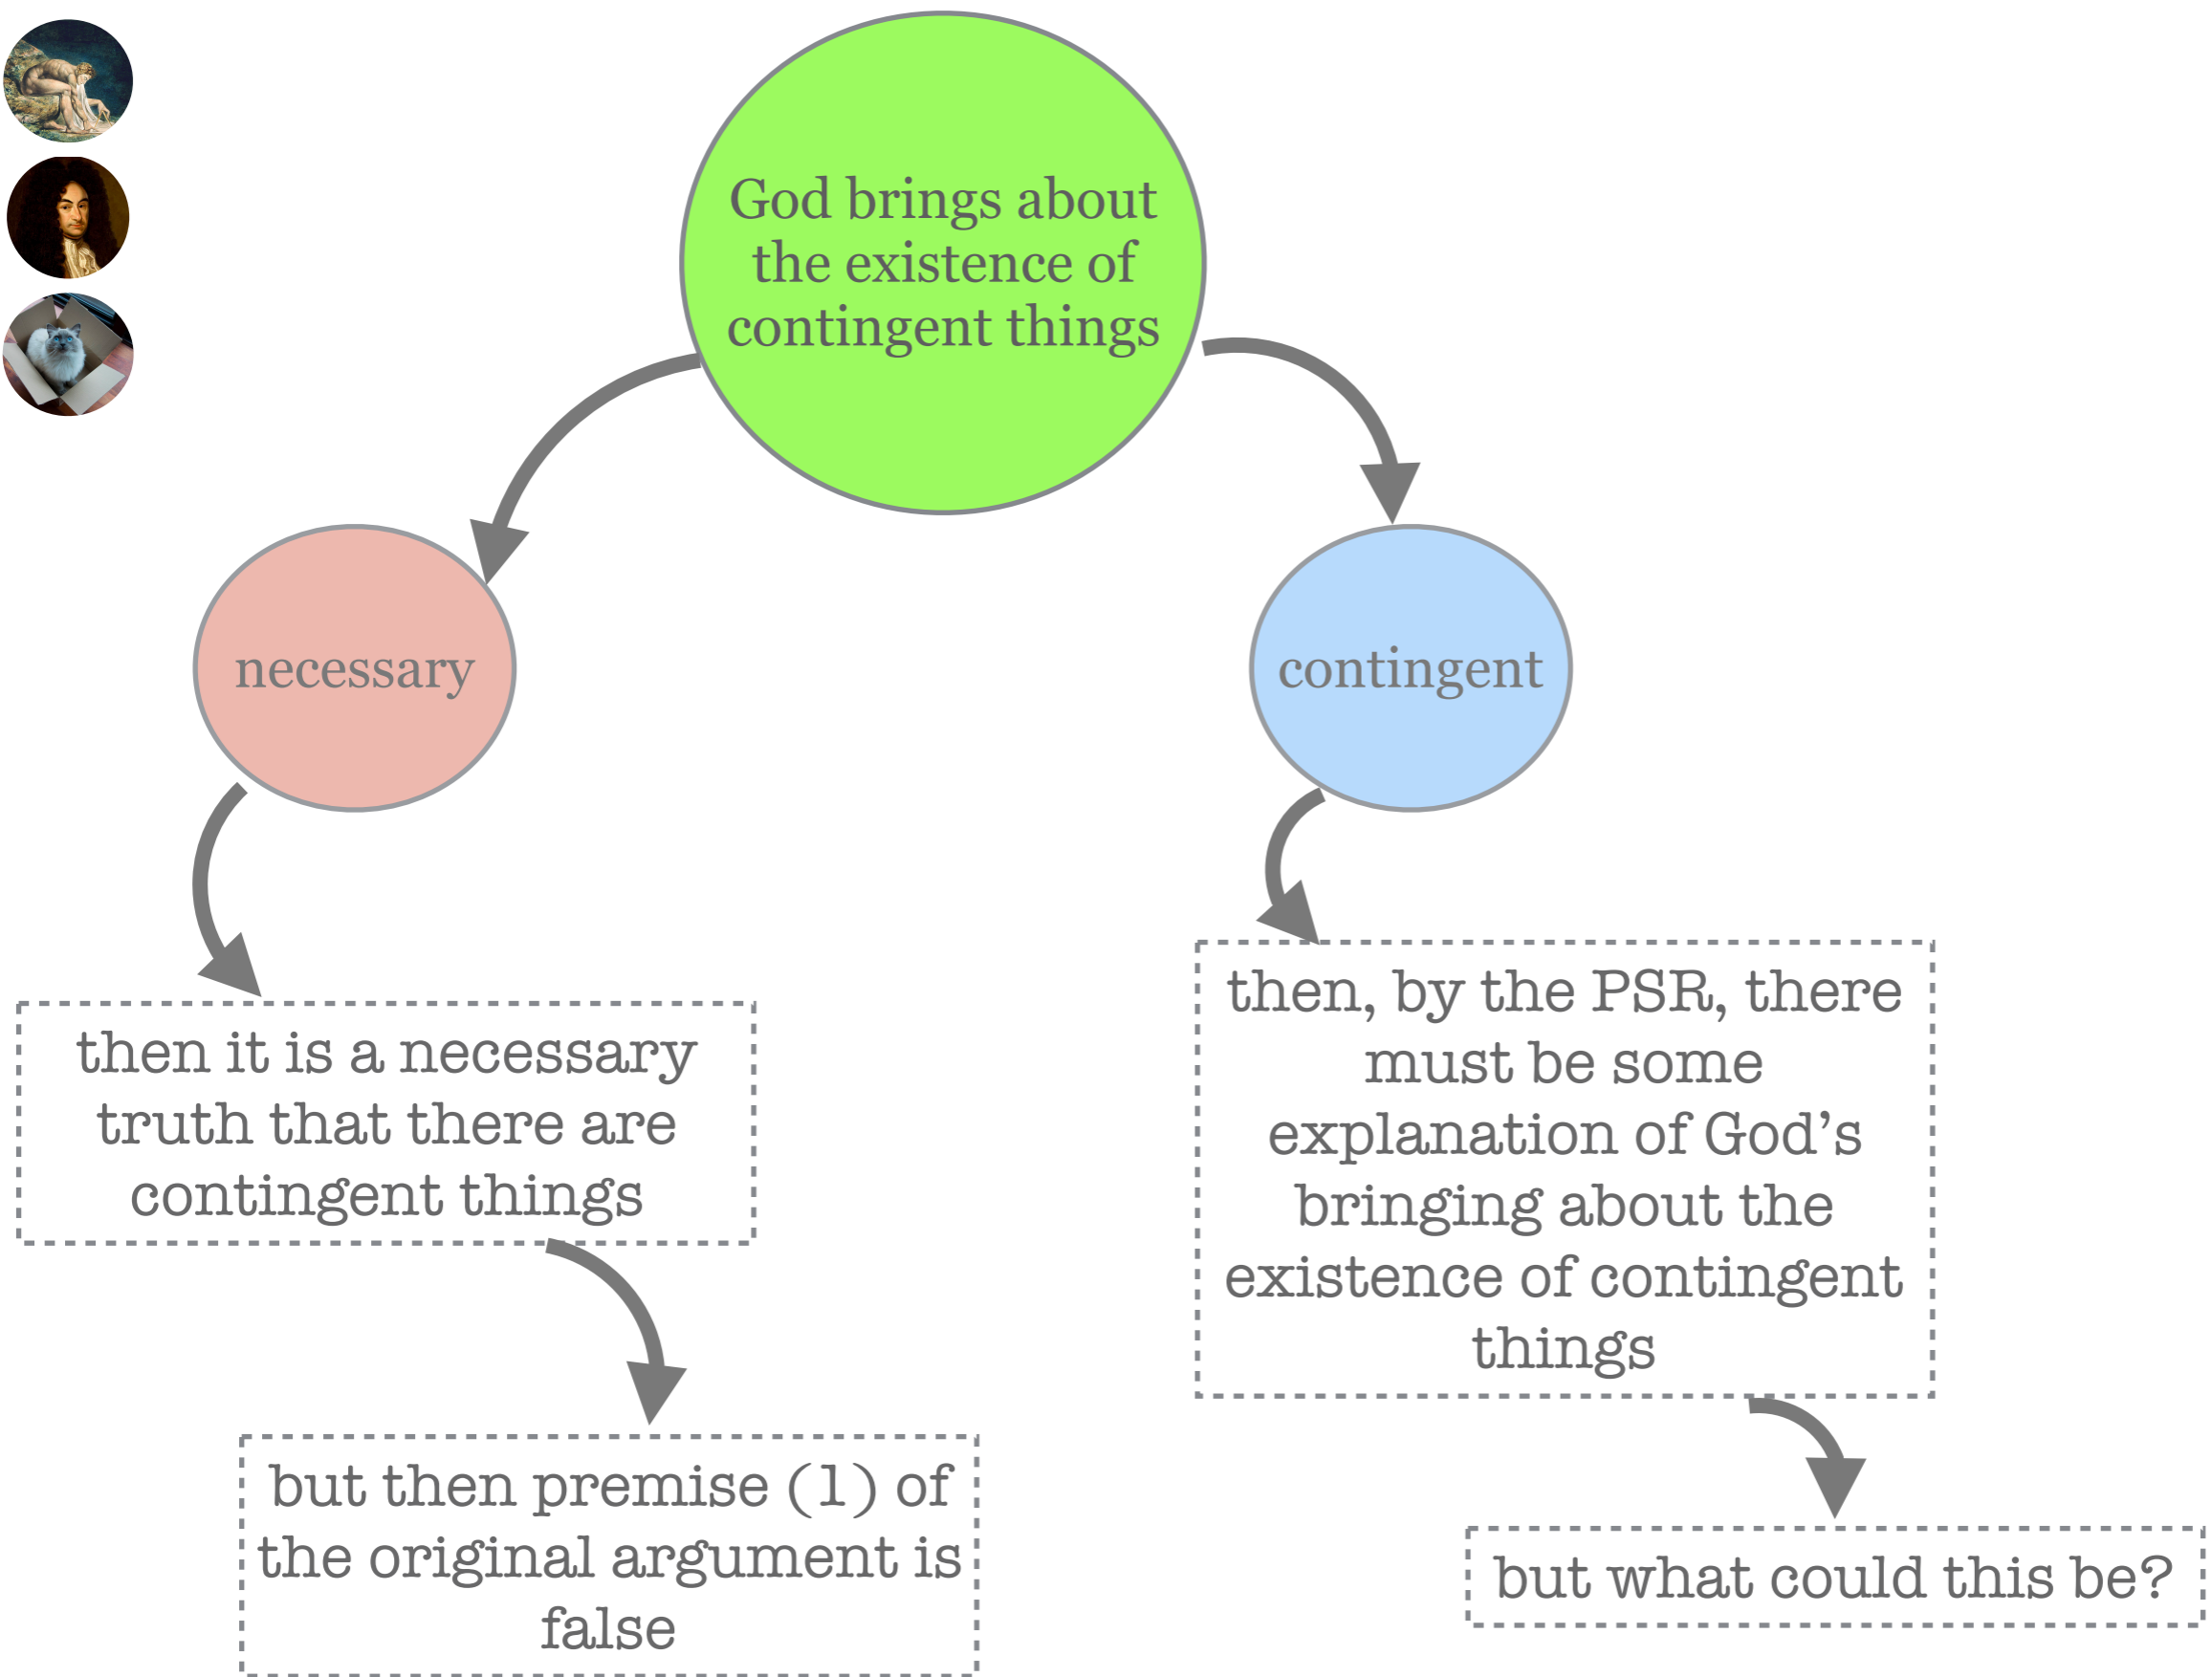 God brings about
the existence of
contingent things
necessary
contingent
then it is a necessary
truth that there are
contingent things
but then premise (1) of
the original argument is
false
then, by the PSR, there
must be some
explanation of God’s
bringing about the
existence of contingent
things
but what could this be?